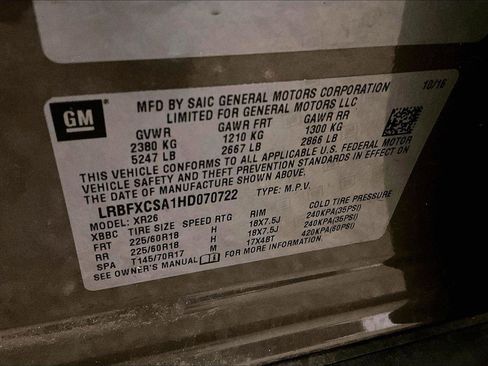 GM
10/16
MFD BY SAIC GENERAL MOTORS CORPORATION
LIMITED FOR GENERAL MOTORS LLC
GVWR GAWR FRT GAWR RR
2380 KG 1210 KG 1300 KG
5247 LB 2667 LB 2866 LB
THIS VEHICLE CONFORMS TO ALL APPLICABLE U.S. FEDERAL MOTOR
VEHICLE SAFETY, BUMPER, AND THEFT PREVENTION STANDARDS IN
EFFECT ON THE DATE OF MANUFACTURE SHOWN ABOVE.
LRBFXCSA1HD070722 TYPE: M.P.V.
MODEL: XR26
XBBC TIRE SIZE SPEED RTG RIM COLD TIRE PRESSURE
FRT 225/60R18 H 18X7.5J 240KPA(35PSI)
RR 225/60R18 H 18X7.5J 240KPA(35PSI)
SPA T145/70R17 M 17X4BT 420KPA(60PSI)
SEE OWNER'S MANUAL FOR MORE INFORMATION.